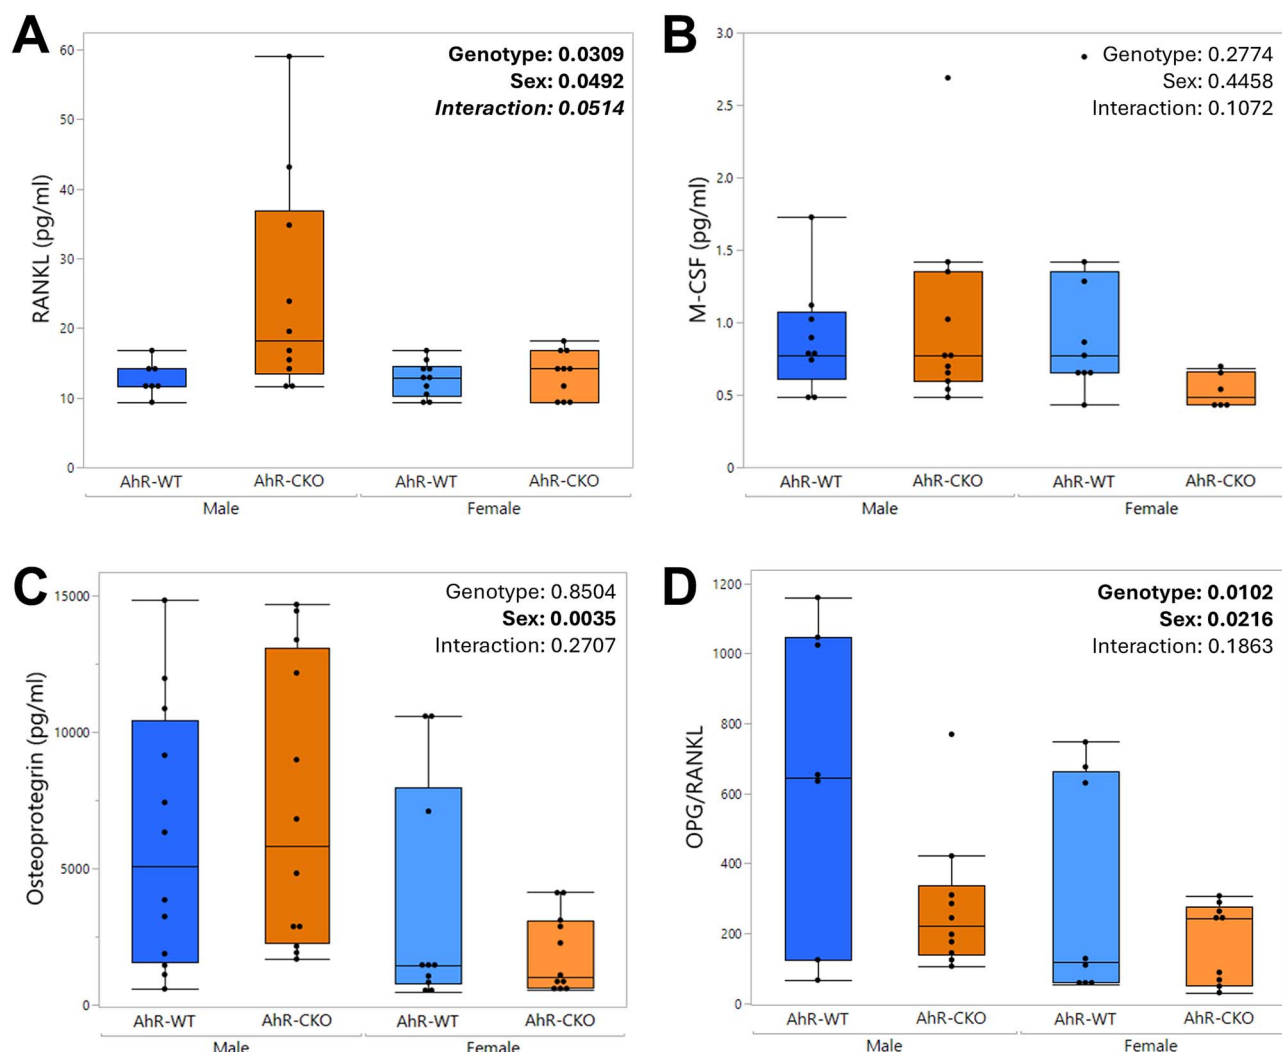 A
Genotype: 0.0309
Sex: 0.0492
Interaction: 0.0514
RANKL (pg/ml)
60
50
40
30
20
10
0
AhR-WT AhR-CKO AhR-WT AhR-CKO
Male Female
B
Genotype: 0.2774
Sex: 0.4458
Interaction: 0.1072
M-CSF (pg/ml)
3.0
2.5
2.0
1.5
1.0
0.5
0
AhR-WT AhR-CKO AhR-WT AhR-CKO
Male Female
C
Genotype: 0.8504
Sex: 0.0035
Interaction: 0.2707
Osteoprotegrin (pg/ml)
15000
10000
5000
0
AhR-WT AhR-CKO AhR-WT AhR-CKO
Male Female
D
Genotype: 0.0102
Sex: 0.0216
Interaction: 0.1863
OPG/RANKL
1200
1000
800
600
400
200
0
AhR-WT AhR-CKO AhR-WT AhR-CKO
Male Female